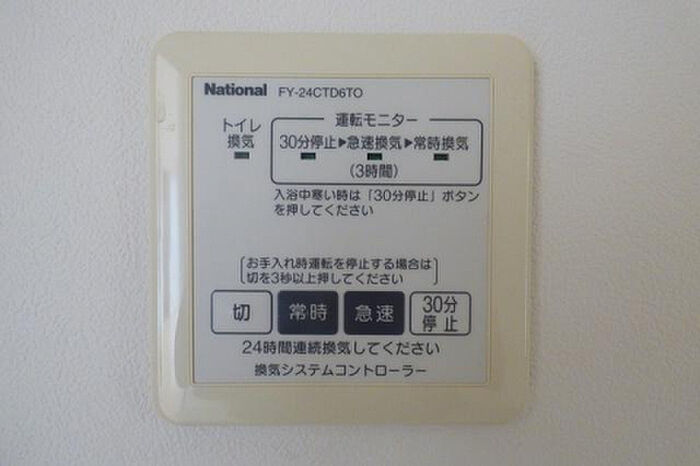 National FY-24CTD6TO
トイレ
換気
運転モニター
30分停止▶急速換気▶常時換気
(3時間)
入浴中寒い時は「30分停止」ボタン
を押してください
お手入れ時運転を停止する場合は
切を3秒以上押してください
切 常時 急速 30分
停止
24時間連続換気してください
換気システムコントローラー